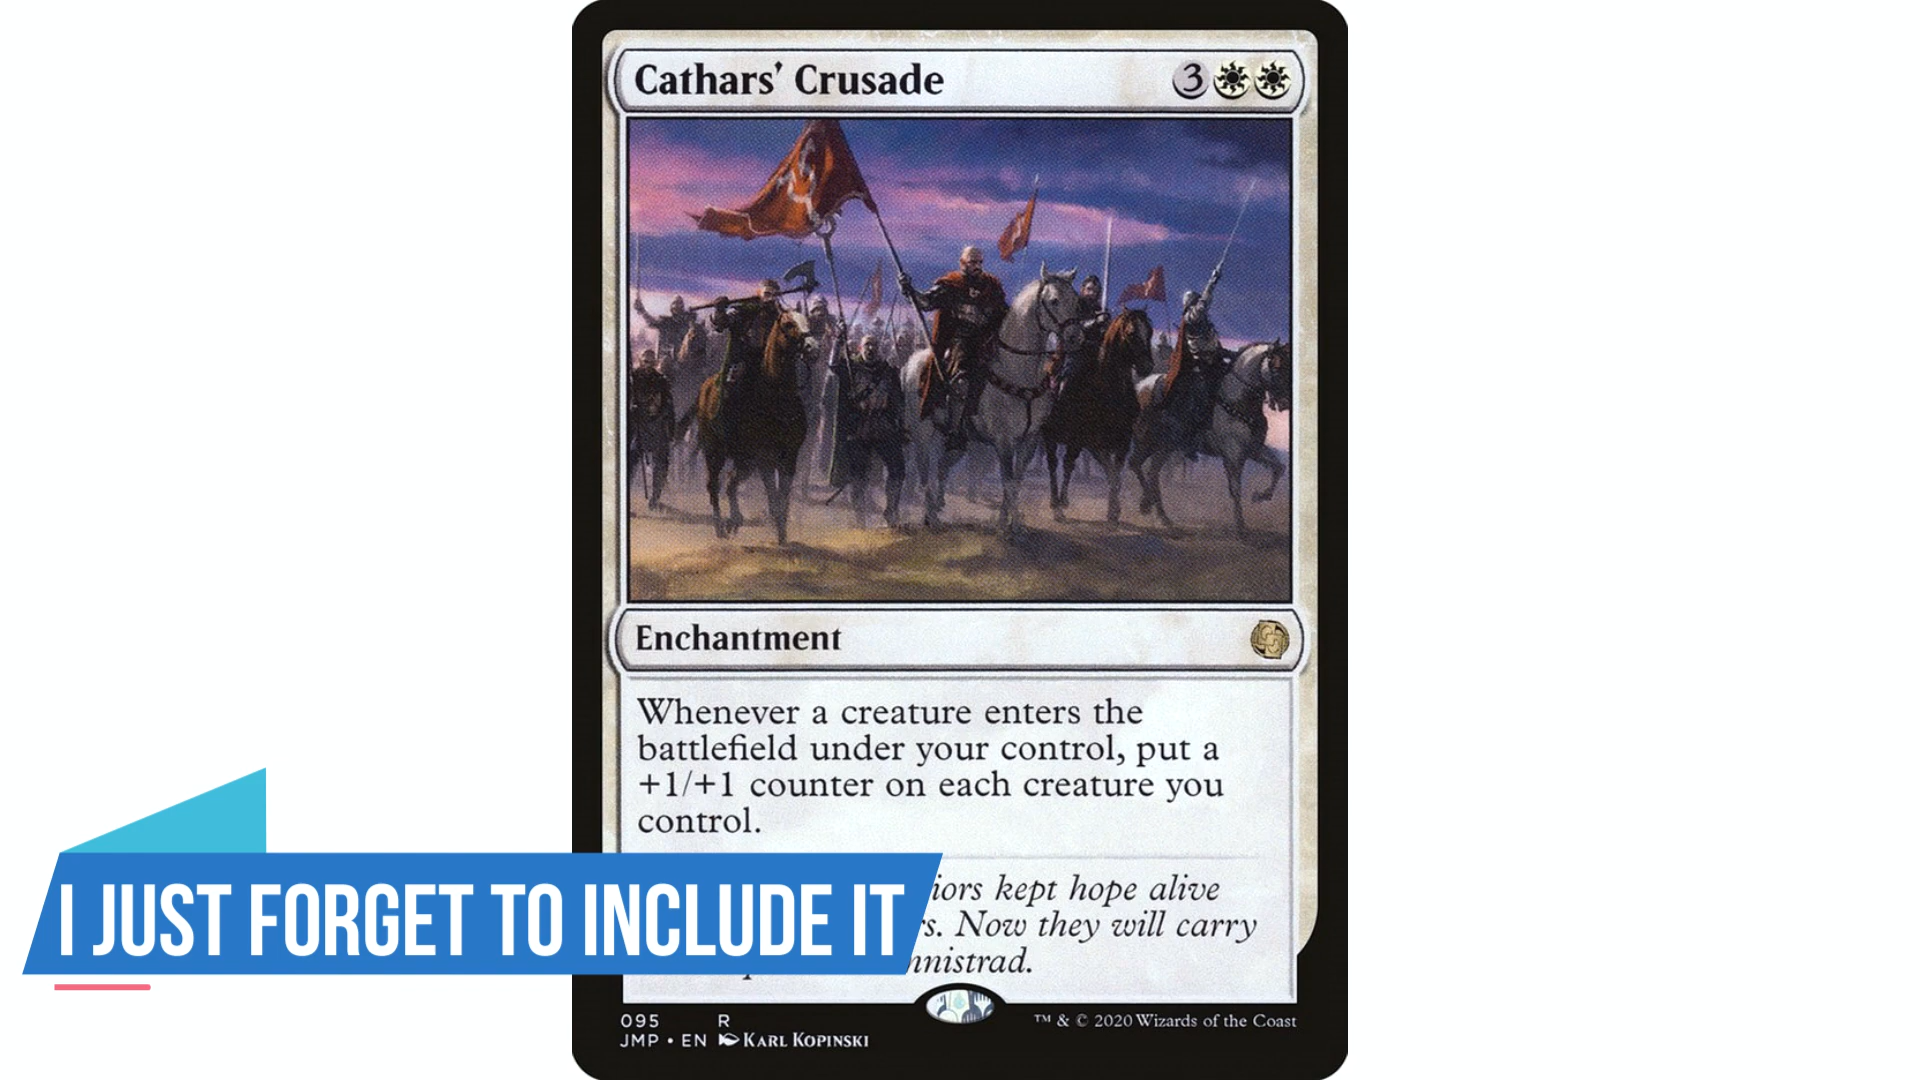 Cathars' Crusade
3
Enchantment
Whenever a creature enters the
battlefield under your control, put a
+1/+1 counter on each creature you
control.
kept hope alive
Now they will carry
I JUST FORGET TO INCLUDE IT
095 R
JMP • EN KARL KOPINSKI
™ & © 2020 Wizards of the Coast